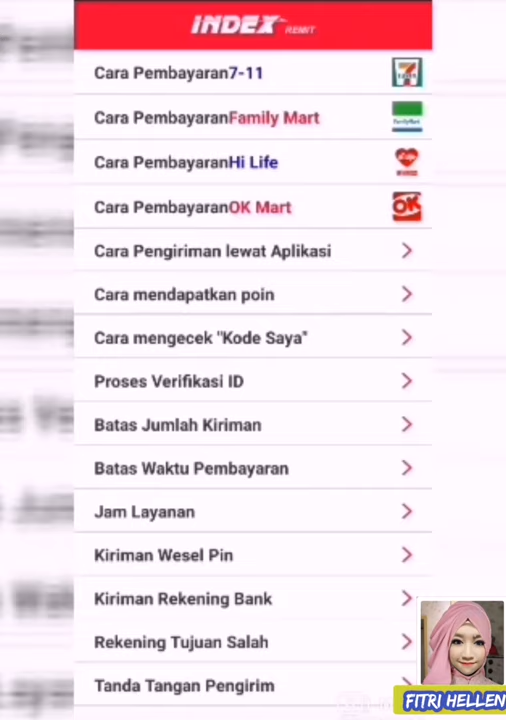 INDEX REMIT
Cara Pembayaran7-11
Cara PembayaranFamily Mart
FamilyMart
Cara PembayaranHi Life
Cara PembayaranOK Mart
OK
Cara Pengiriman lewat Aplikasi
Cara mendapatkan poin
Cara mengecek "Kode Saya"
Proses Verifikasi ID
Batas Jumlah Kiriman
Batas Waktu Pembayaran
Jam Layanan
Kiriman Wesel Pin
Kiriman Rekening Bank
Rekening Tujuan Salah
Tanda Tangan Pengirim
FITRI HELLEN